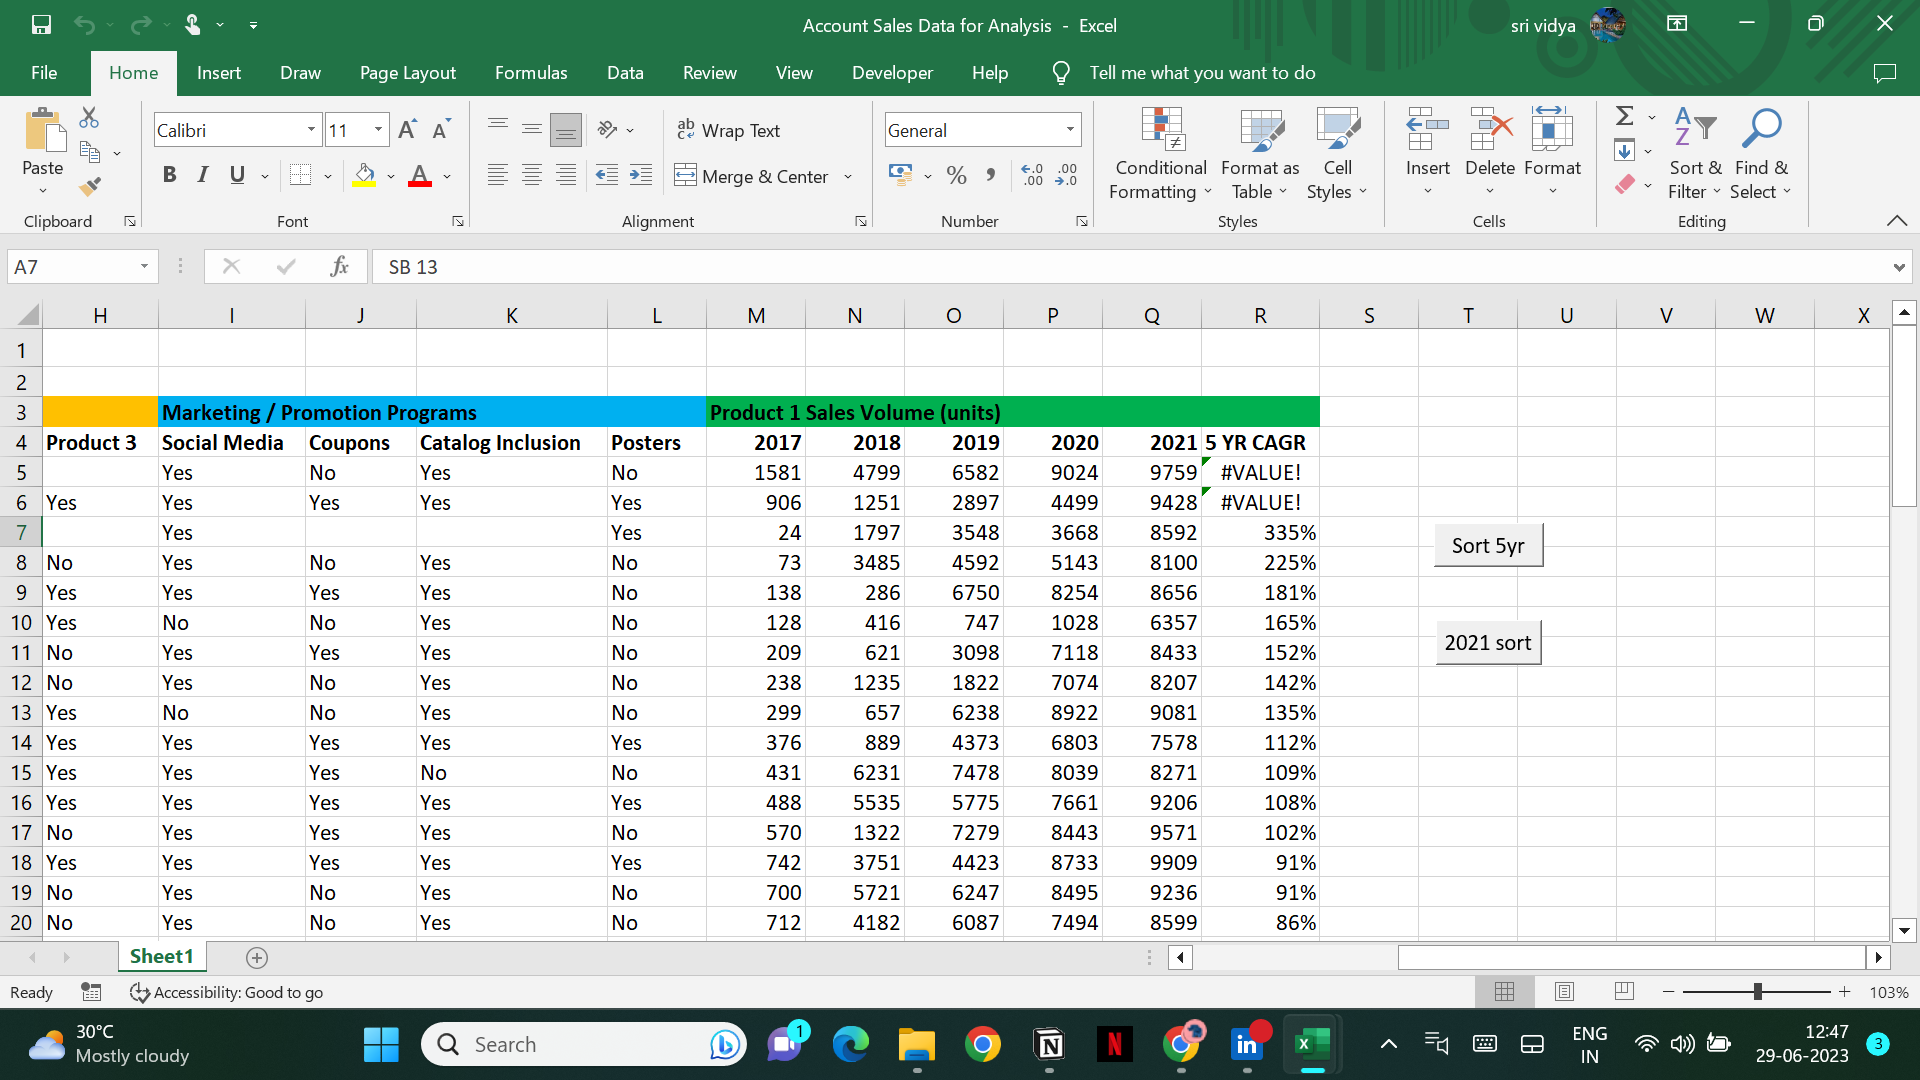 Account Sales Data for Analysis - Excel
sri vidya
File Home Insert Draw Page Layout Formulas Data Review View Developer Help Tell me what you want to do
Paste
Clipboard
Calibri 11
B I U A
Font
Wrap Text
Merge & Center
Alignment
General
% , .00 .00
Number
Conditional Formatting
Format as Table
Cell Styles
Styles
Insert Delete Format
Cells
Sort & Filter
Find & Select
Editing
A7 fx SB 13
H I J K L M N O P Q R S T U V W X
1
2
3 Marketing / Promotion Programs Product 1 Sales Volume (units)
4 Product 3 Social Media Coupons Catalog Inclusion Posters 2017 2018 2019 2020 2021 5 YR CAGR
5 Yes No Yes No 1581 4799 6582 9024 9759 #VALUE!
6 Yes Yes Yes Yes Yes 906 1251 2897 4499 9428 #VALUE!
7 Yes Yes 24 1797 3548 3668 8592 335%
Sort 5yr
8 No Yes No Yes No 73 3485 4592 5143 8100 225%
9 Yes Yes Yes Yes No 138 286 6750 8254 8656 181%
10 Yes No No Yes No 128 416 747 1028 6357 165%
2021 sort
11 No Yes Yes Yes No 209 621 3098 7118 8433 152%
12 No Yes No Yes No 238 1235 1822 7074 8207 142%
13 Yes No No Yes No 299 657 6238 8922 9081 135%
14 Yes Yes Yes Yes Yes 376 889 4373 6803 7578 112%
15 Yes Yes Yes No No 431 6231 7478 8039 8271 109%
16 Yes Yes Yes Yes Yes 488 5535 5775 7661 9206 108%
17 No Yes Yes Yes No 570 1322 7279 8443 9571 102%
18 Yes Yes Yes Yes Yes 742 3751 4423 8733 9909 91%
19 No Yes No Yes No 700 5721 6247 8495 9236 91%
20 No Yes No Yes No 712 4182 6087 7494 8599 86%
Sheet1
Ready Accessibility: Good to go 103%
30°C
Mostly cloudy
Search
1
ENG
IN
12:47
29-06-2023
3